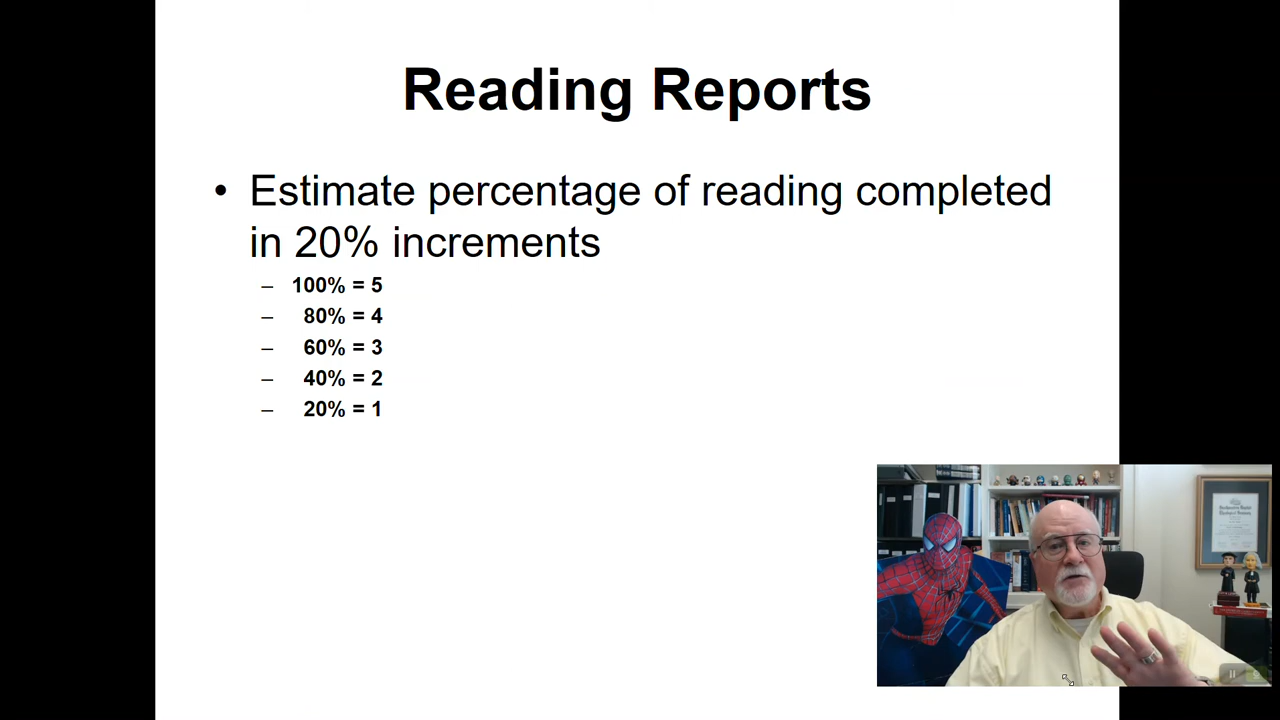 Reading Reports
• Estimate percentage of reading completed
in 20% increments
– 100% = 5
– 80% = 4
– 60% = 3
– 40% = 2
– 20% = 1